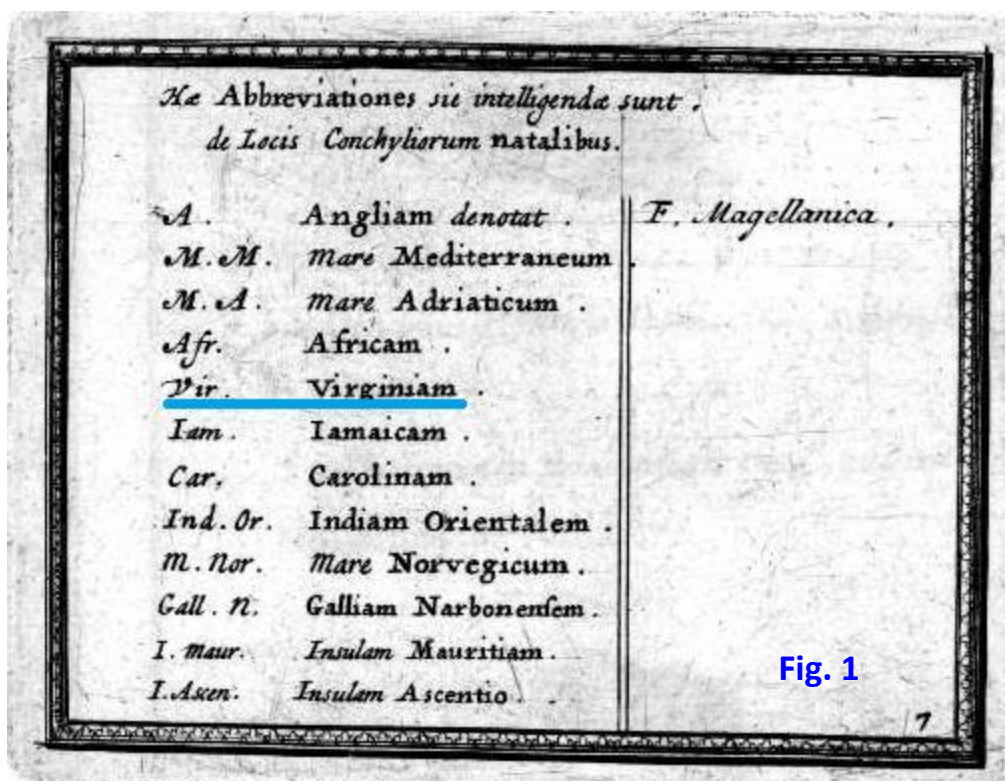 Hæ Abbreviationes sic intelligendæ sunt.
de Locis Conchyliorum natalibus.
A. Angliam denotat.
M.M. mare Mediterraneum.
M.A. mare Adriaticum.
Afr. Africam.
Vir. Virginiam.
Iam. Iamaicam.
Car. Carolinam.
Ind. Or. Indiam Orientalem.
m. nor. mare Norvegicum.
Gall. n. Galliam Narbonenſem.
I. maur. Insulam Mauritiam.
I. Ascen. Insulam Ascentio.
F. Magellanica.
Fig. 1
7